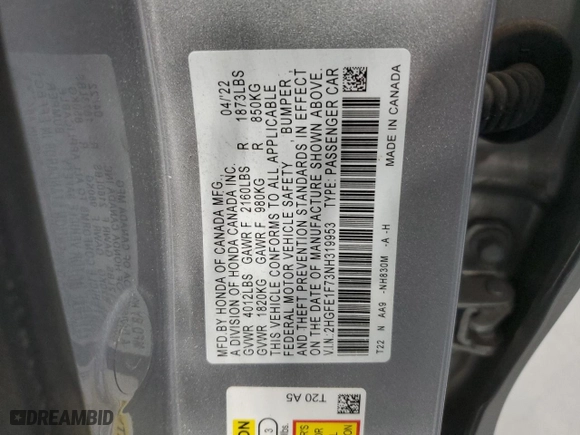 MFD. BY HONDA OF CANADA MFG., 04/22
A DIVISION OF HONDA CANADA INC.
GVWR 4012LBS GAWR F 2160LBS R 1873LBS
GVWR 1820KG GAWR F 980KG R 850KG
THIS VEHICLE CONFORMS TO ALL APPLICABLE
FEDERAL MOTOR VEHICLE SAFETY, BUMPER,
AND THEFT PREVENTION STANDARDS IN EFFECT
ON THE DATE OF MANUFACTURE SHOWN ABOVE.
V.I.N.:2HGFE1F73NH319953 TYPE: PASSENGER CAR
T22 N AA9 -NH830M -A -H
MADE IN CANADA
T20 A5
DREAMBID